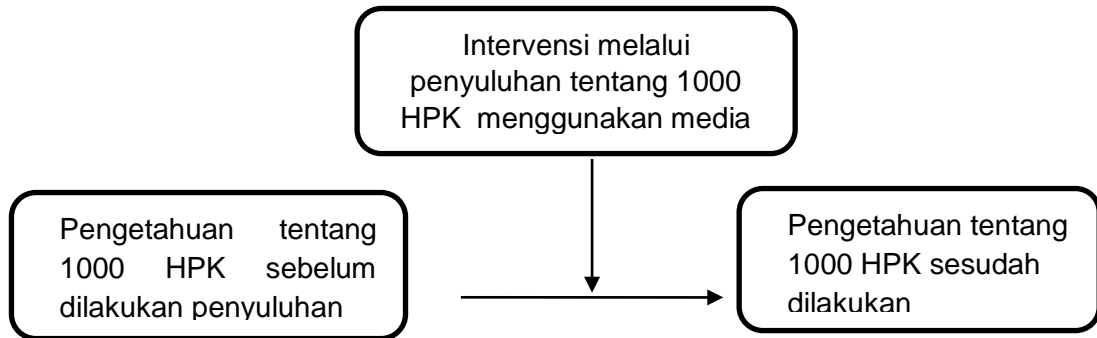 Intervensi melalui
penyuluhan tentang 1000
HPK menggunakan media
Pengetahuan tentang
1000 HPK sebelum
dilakukan penyuluhan
Pengetahuan tentang
1000 HPK sesudah
dilakukan